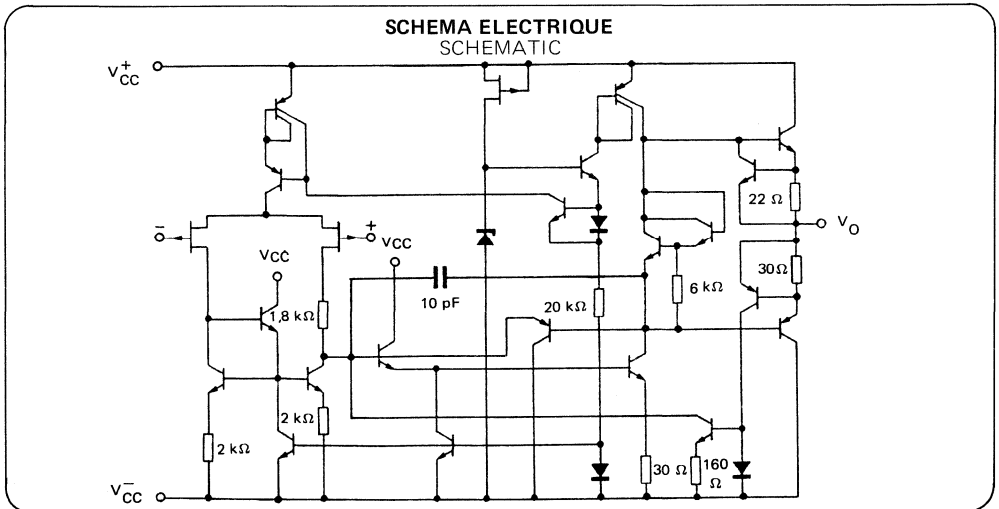 SCHEMA ELECTRIQUE
SCHEMATIC
V+CC
−
+
VCC
VCC
22 Ω
VO
10 pF
30 Ω
6 kΩ
20 kΩ
1,8 kΩ
2 kΩ
2 kΩ
30 Ω
160
Ω
V−CC